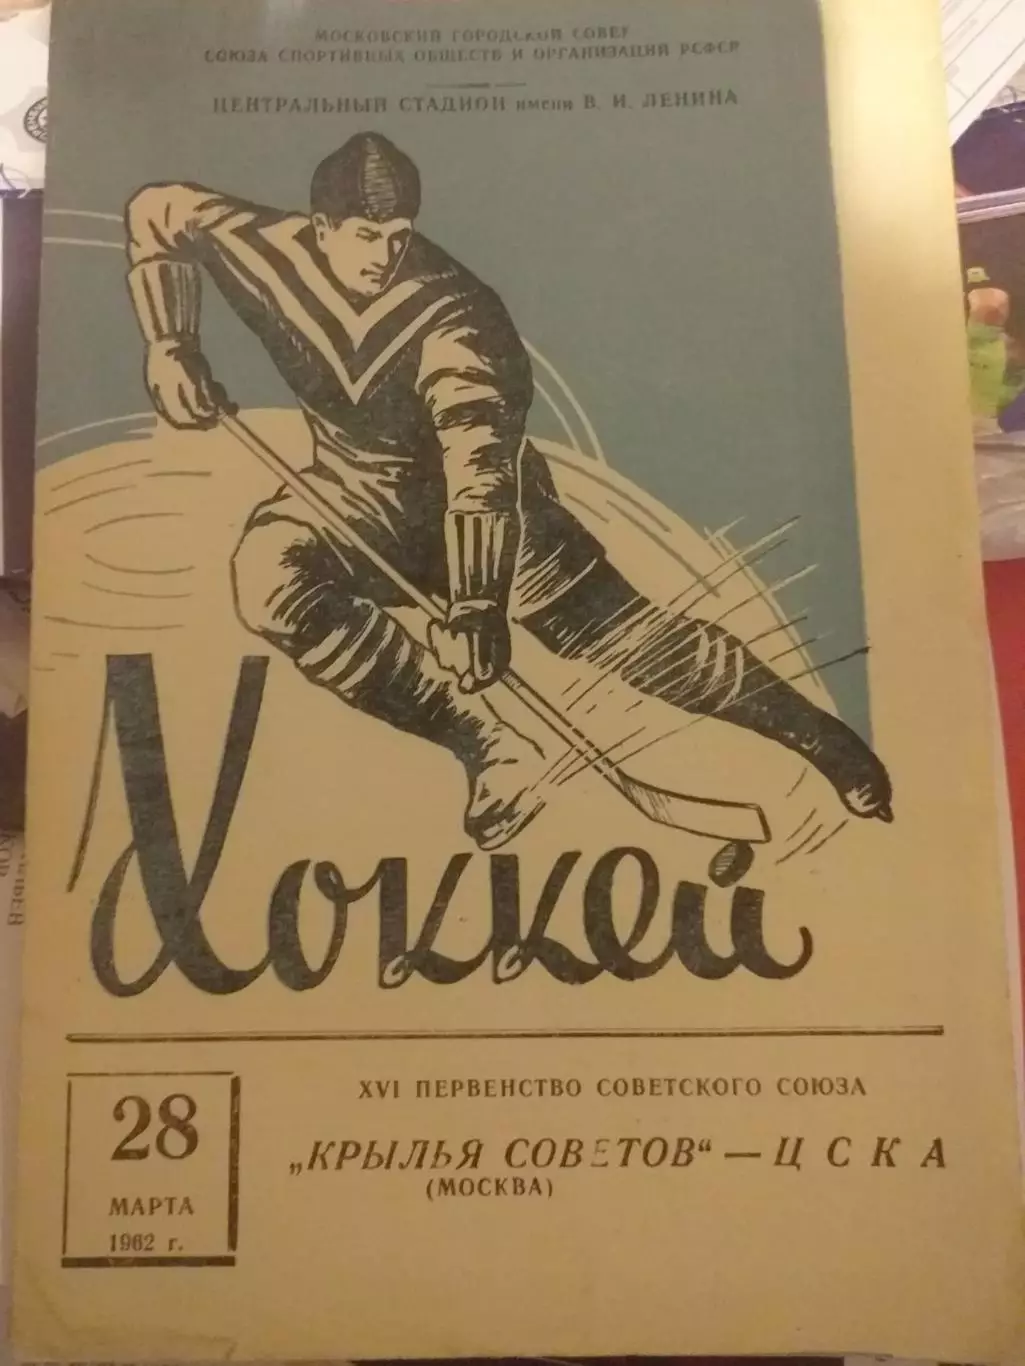 МОСКОВСКИЙ ГОРОДСКОЙ СОВЕТ
СОЮЗА СПОРТИВНЫХ ОБЩЕСТВ И ОРГАНИЗАЦИЙ РСФСР
ЦЕНТРАЛЬНЫЙ СТАДИОН имени В. И. ЛЕНИНА
Хоккей
28
МАРТА
1962 г.
XVI ПЕРВЕНСТВО СОВЕТСКОГО СОЮЗА
„КРЫЛЬЯ СОВЕТОВ“ — ЦСКА
(МОСКВА)